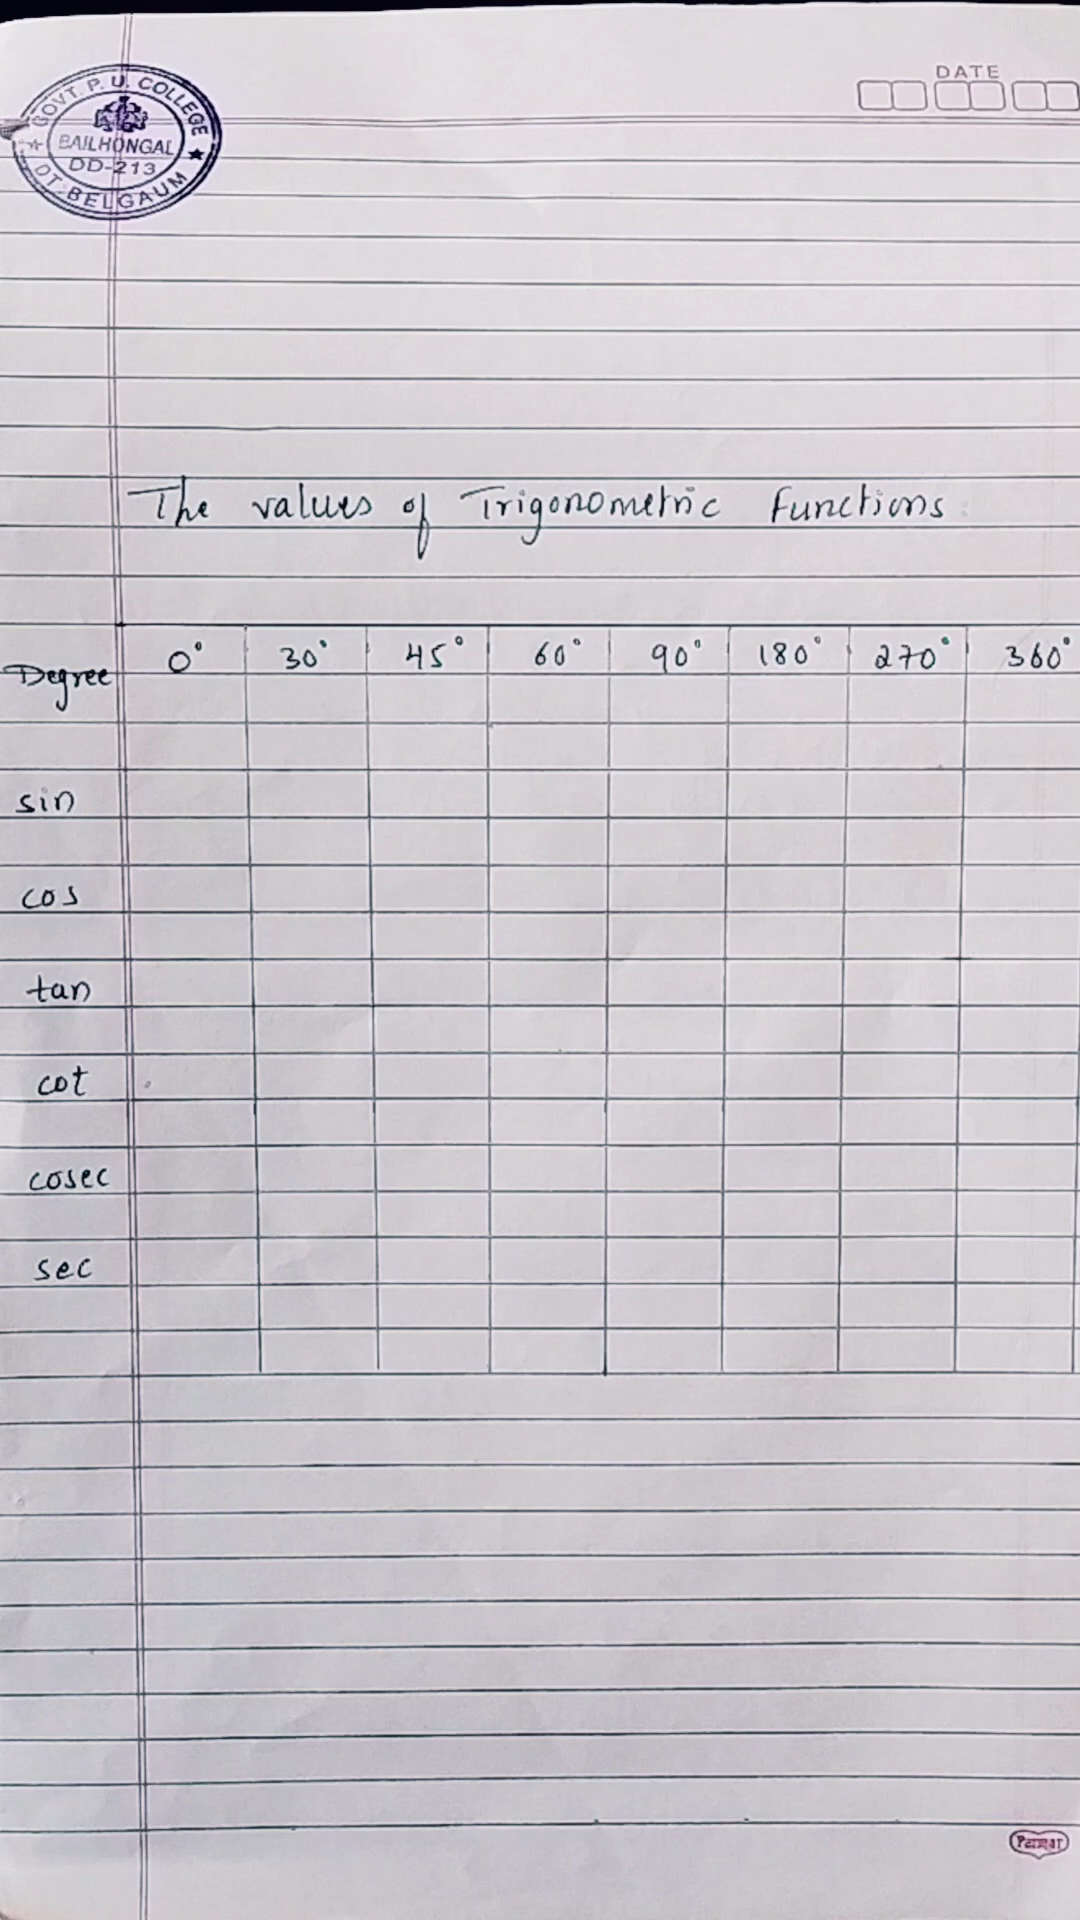 DATE
GOVT. P. U. COLLEGE
BAILHONGAL
DD-213
DT. BELGAUM
The values of Trigonometric Functions.
Degree 0° 30° 45° 60° 90° 180° 270° 360°
sin
cos
tan
cot
cosec
sec
Parmar